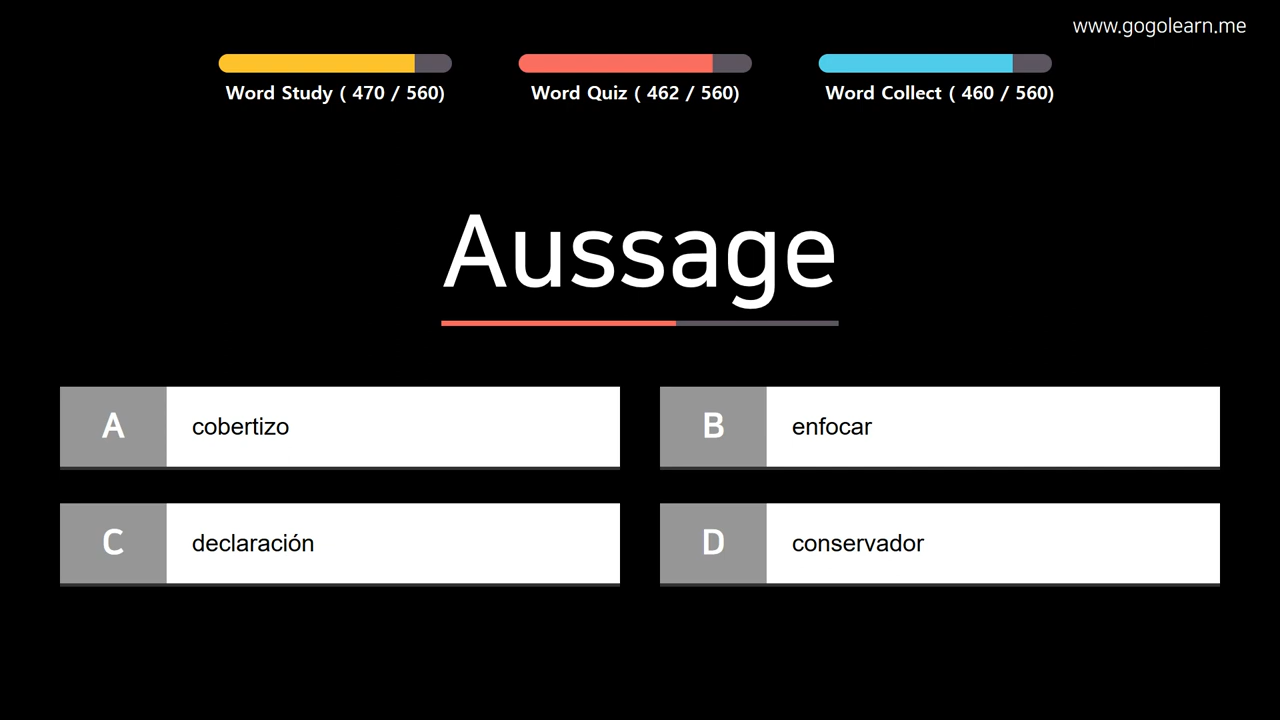 www.gogolearn.me
Word Study ( 470 / 560)
Word Quiz ( 462 / 560)
Word Collect ( 460 / 560)
Aussage
A
cobertizo
B
enfocar
C
declaración
D
conservador